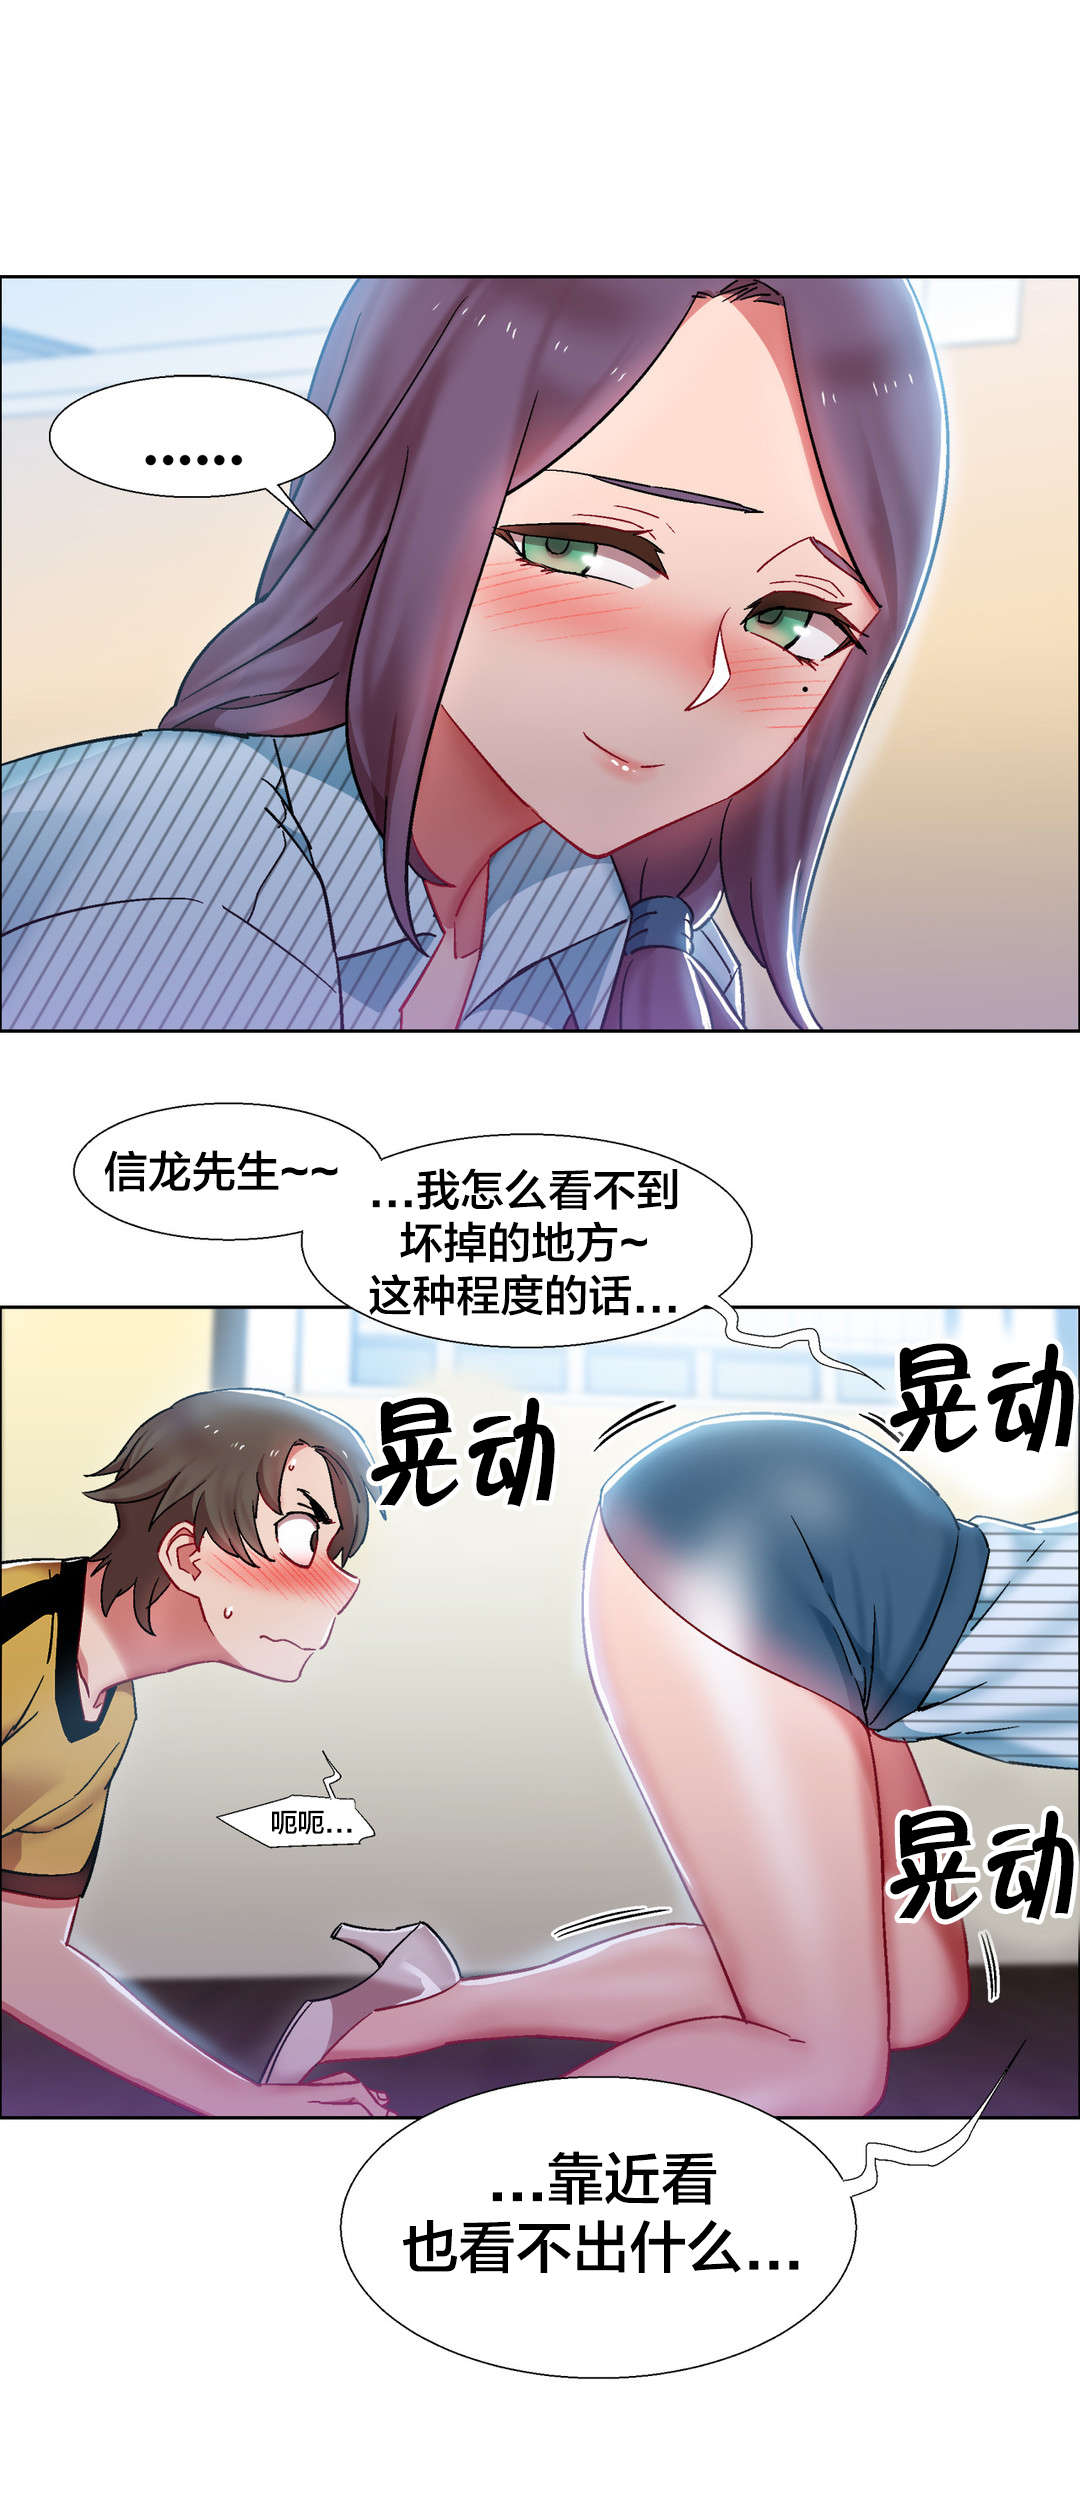 ……
信龙先生~~
...我怎么看不到
坏掉的地方~
这种程度的话...
晃动
晃动
呃呃...
晃动
...靠近看
也看不出什么...